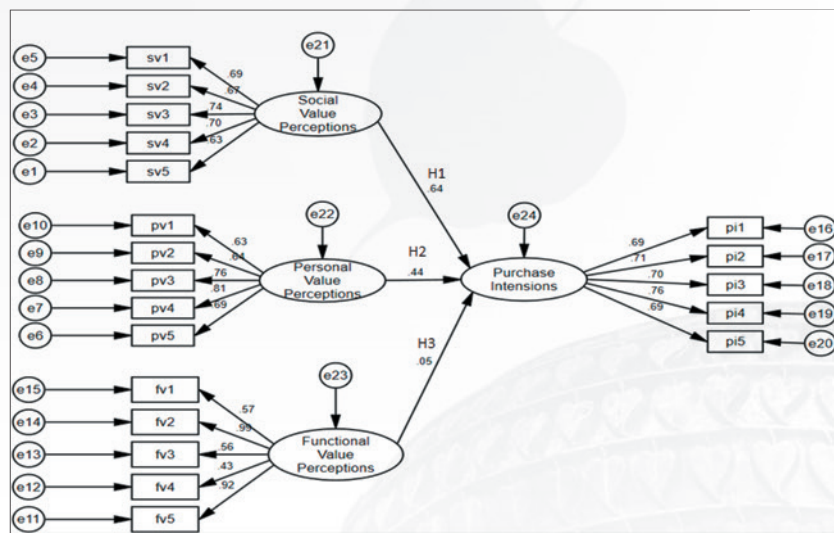 e5
sv1
.69
e4
sv2
.67
e3
sv3
.74
e2
sv4
.70
e1
sv5
.63
e21
Social
Value
Perceptions
H1
.64
e10
pv1
.63
e9
pv2
.64
e8
pv3
.76
e7
pv4
.81
e6
pv5
.69
e22
Personal Value
Perceptions
H2
.44
e24
Purchase
Intensions
.69
pi1
e16
.71
pi2
e17
.70
pi3
e18
.76
pi4
e19
.69
pi5
e20
H3
.05
e15
fv1
.57
e14
fv2
.99
e13
fv3
.56
e12
fv4
.43
e11
fv5
.92
e23
Functional
Value
Perceptions